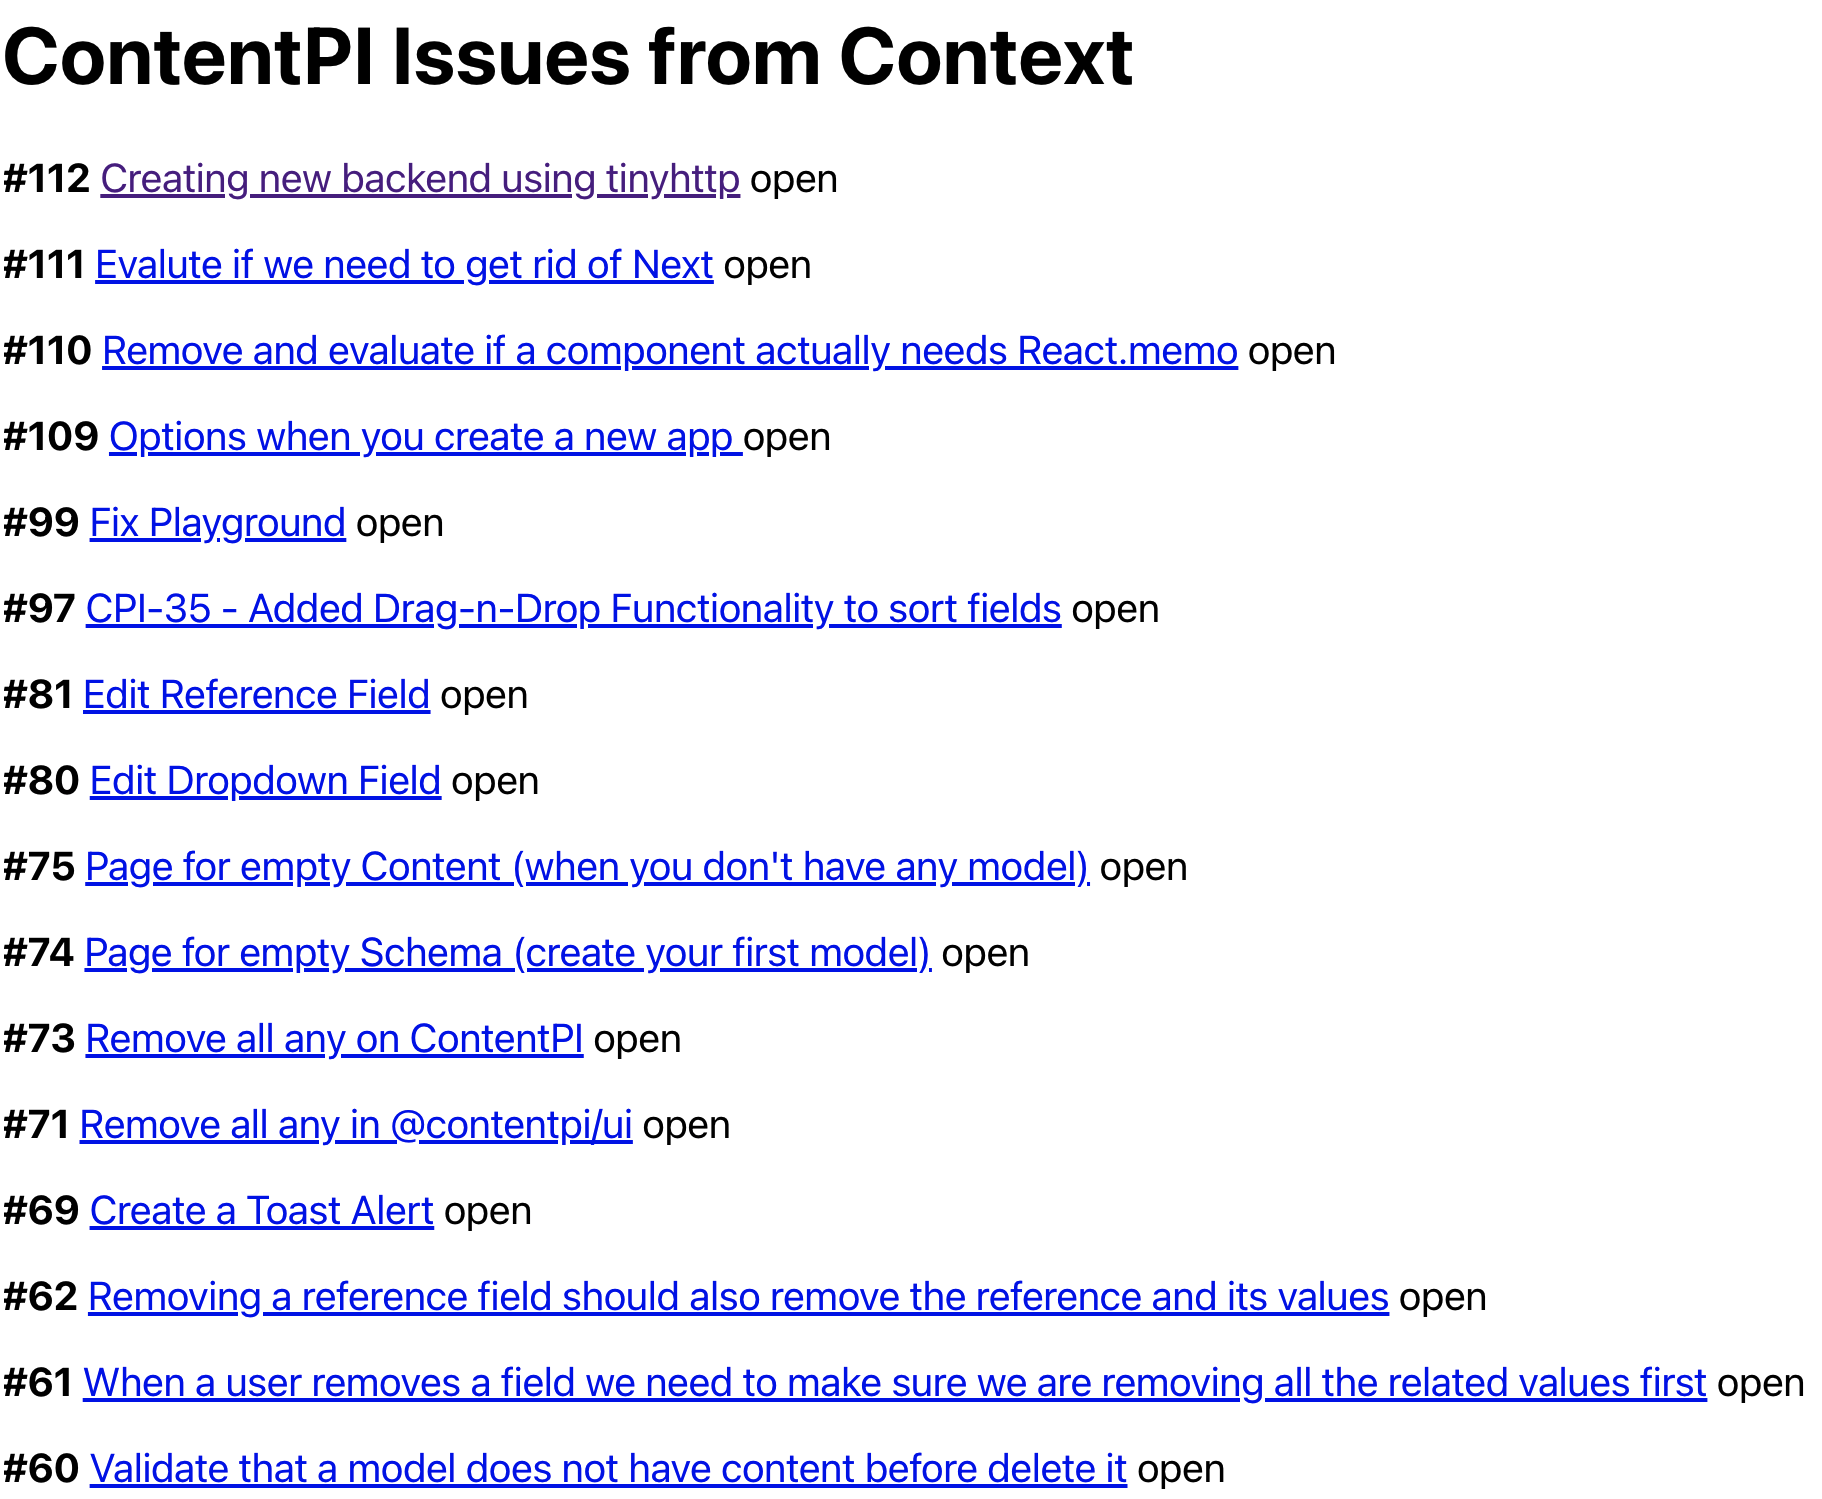 ContentPI Issues from Context
#112 Creating new backend using tinyhttp open
#111 Evalute if we need to get rid of Next open
#110 Remove and evaluate if a component actually needs React.memo open
#109 Options when you create a new app open
#99 Fix Playground open
#97 CPI-35 - Added Drag-n-Drop Functionality to sort fields open
#81 Edit Reference Field open
#80 Edit Dropdown Field open
#75 Page for empty Content (when you don't have any model) open
#74 Page for empty Schema (create your first model) open
#73 Remove all any on ContentPI open
#71 Remove all any in @contentpi/ui open
#69 Create a Toast Alert open
#62 Removing a reference field should also remove the reference and its values open
#61 When a user removes a field we need to make sure we are removing all the related values first open
#60 Validate that a model does not have content before delete it open